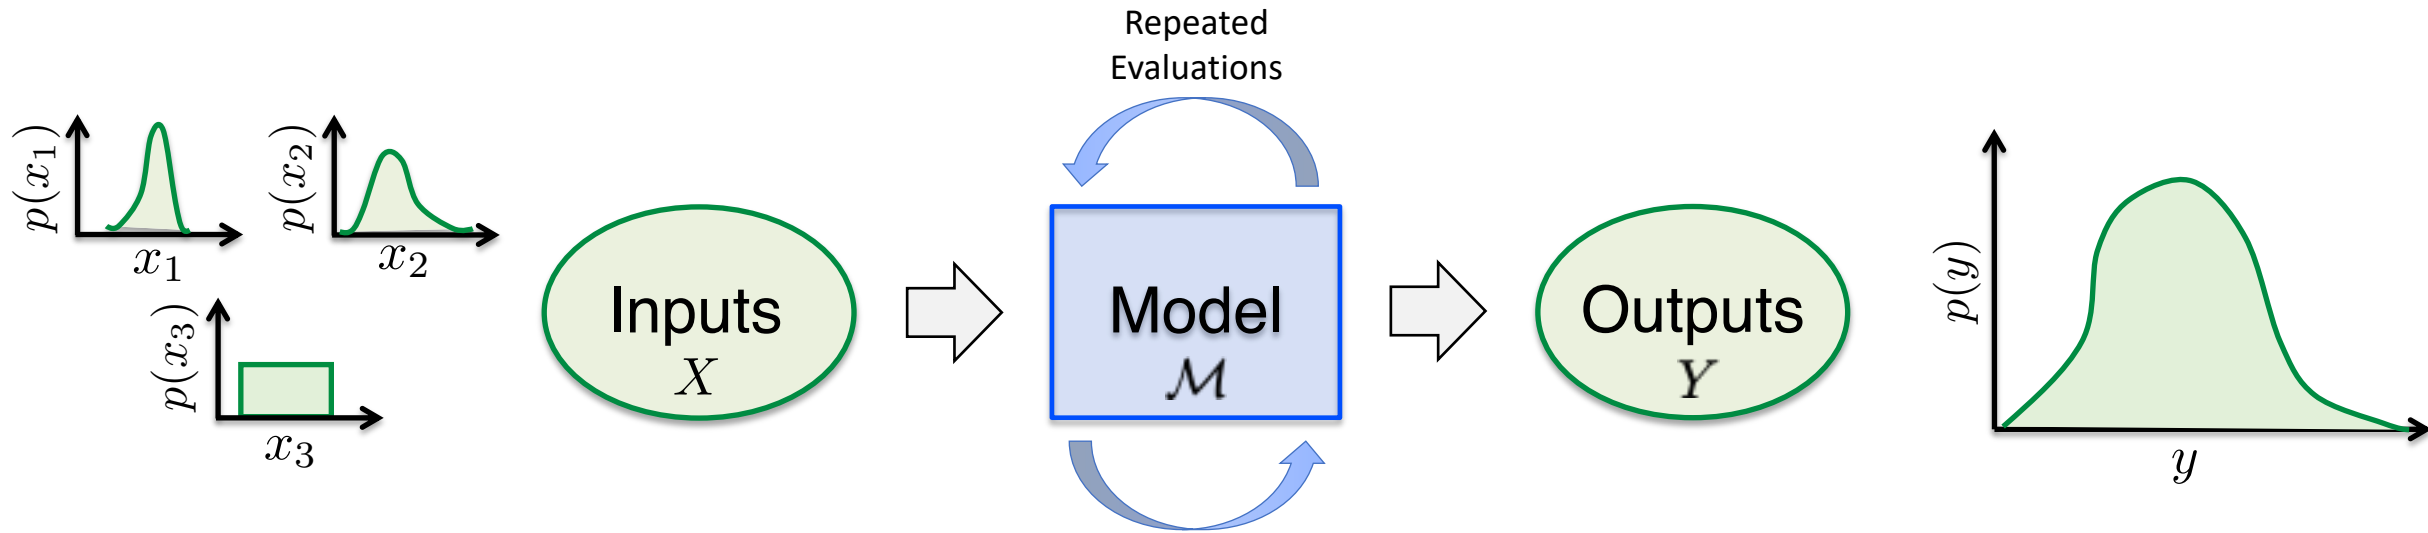 Repeated
Evaluations
p(x₁)
x₁
p(x₂)
x₂
p(x₃)
x₃
Inputs
X
Model
ℳ
Outputs
Y
p(y)
y